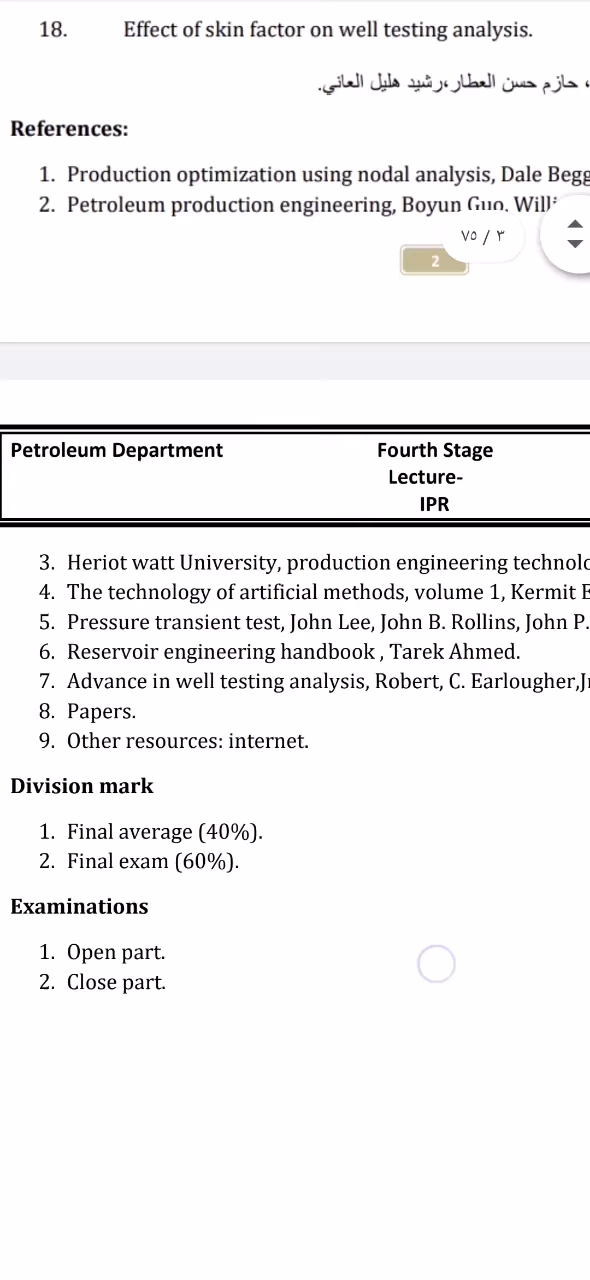 18. Effect of skin factor on well testing analysis.
، حازم حسن العطار،رشيد هليل العاني.
References:
1. Production optimization using nodal analysis, Dale Begg
2. Petroleum production engineering, Boyun Guo, Willi
٧٥ / ٣
2
Petroleum Department Fourth Stage
Lecture-
IPR
3. Heriot watt University, production engineering technolo
4. The technology of artificial methods, volume 1, Kermit E
5. Pressure transient test, John Lee, John B. Rollins, John P.
6. Reservoir engineering handbook , Tarek Ahmed.
7. Advance in well testing analysis, Robert, C. Earlougher,Jr
8. Papers.
9. Other resources: internet.
Division mark
1. Final average (40%).
2. Final exam (60%).
Examinations
1. Open part.
2. Close part.